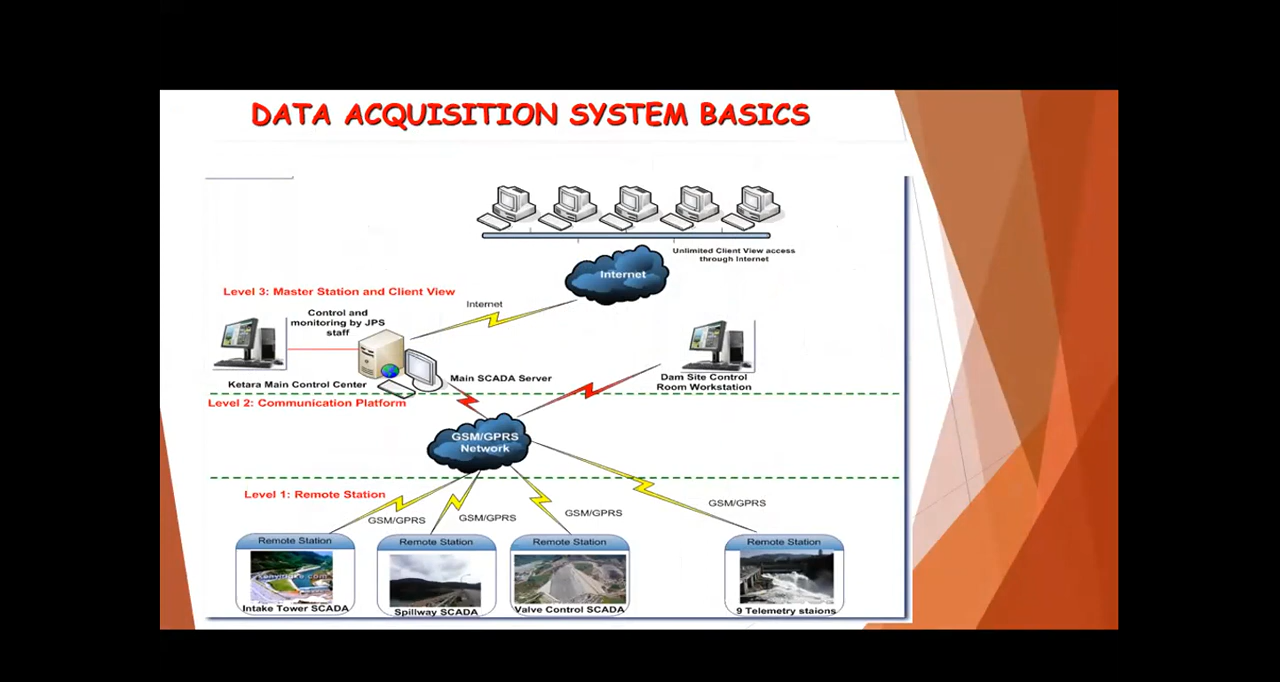 DATA ACQUISITION SYSTEM BASICS
Unlimited Client View access
through Internet
Internet
Level 3: Master Station and Client View
Internet
Control and
monitoring by JPS
staff
Ketara Main Control Center
Main SCADA Server
Dam Site Control
Room Workstation
Level 2: Communication Platform
GSM/GPRS
Network
Level 1: Remote Station
GSM/GPRS
GSM/GPRS
GSM/GPRS
GSM/GPRS
Remote Station
Intake Tower SCADA
Remote Station
Spillway SCADA
Remote Station
Valve Control SCADA
Remote Station
9 Telemetry staions